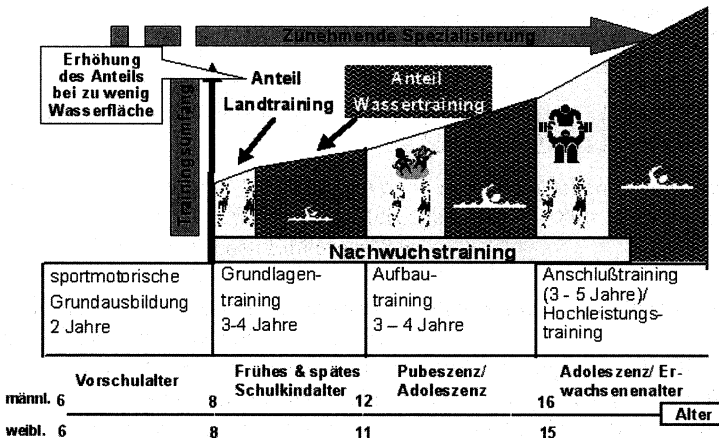 Zunehmende Spezialisierung
Erhöhung
des Anteils
bei zu wenig
Wasserfläche
Anteil
Landtraining
Anteil
Wassertraining
Trainingsumfang
Nachwuchstraining
sportmotorische
Grundausbildung
2 Jahre
Grundlagen-
training
3-4 Jahre
Aufbau-
training
3 – 4 Jahre
Anschlußtraining
(3 - 5 Jahre)/
Hochleistungs-
training
Vorschulalter
Frühes & spätes
Schulkindalter
Pubeszenz/
Adoleszenz
Adoleszenz/ Er-
wachsenenalter
männl. 6 8 12 16
Alter
weibl. 6 8 11 15